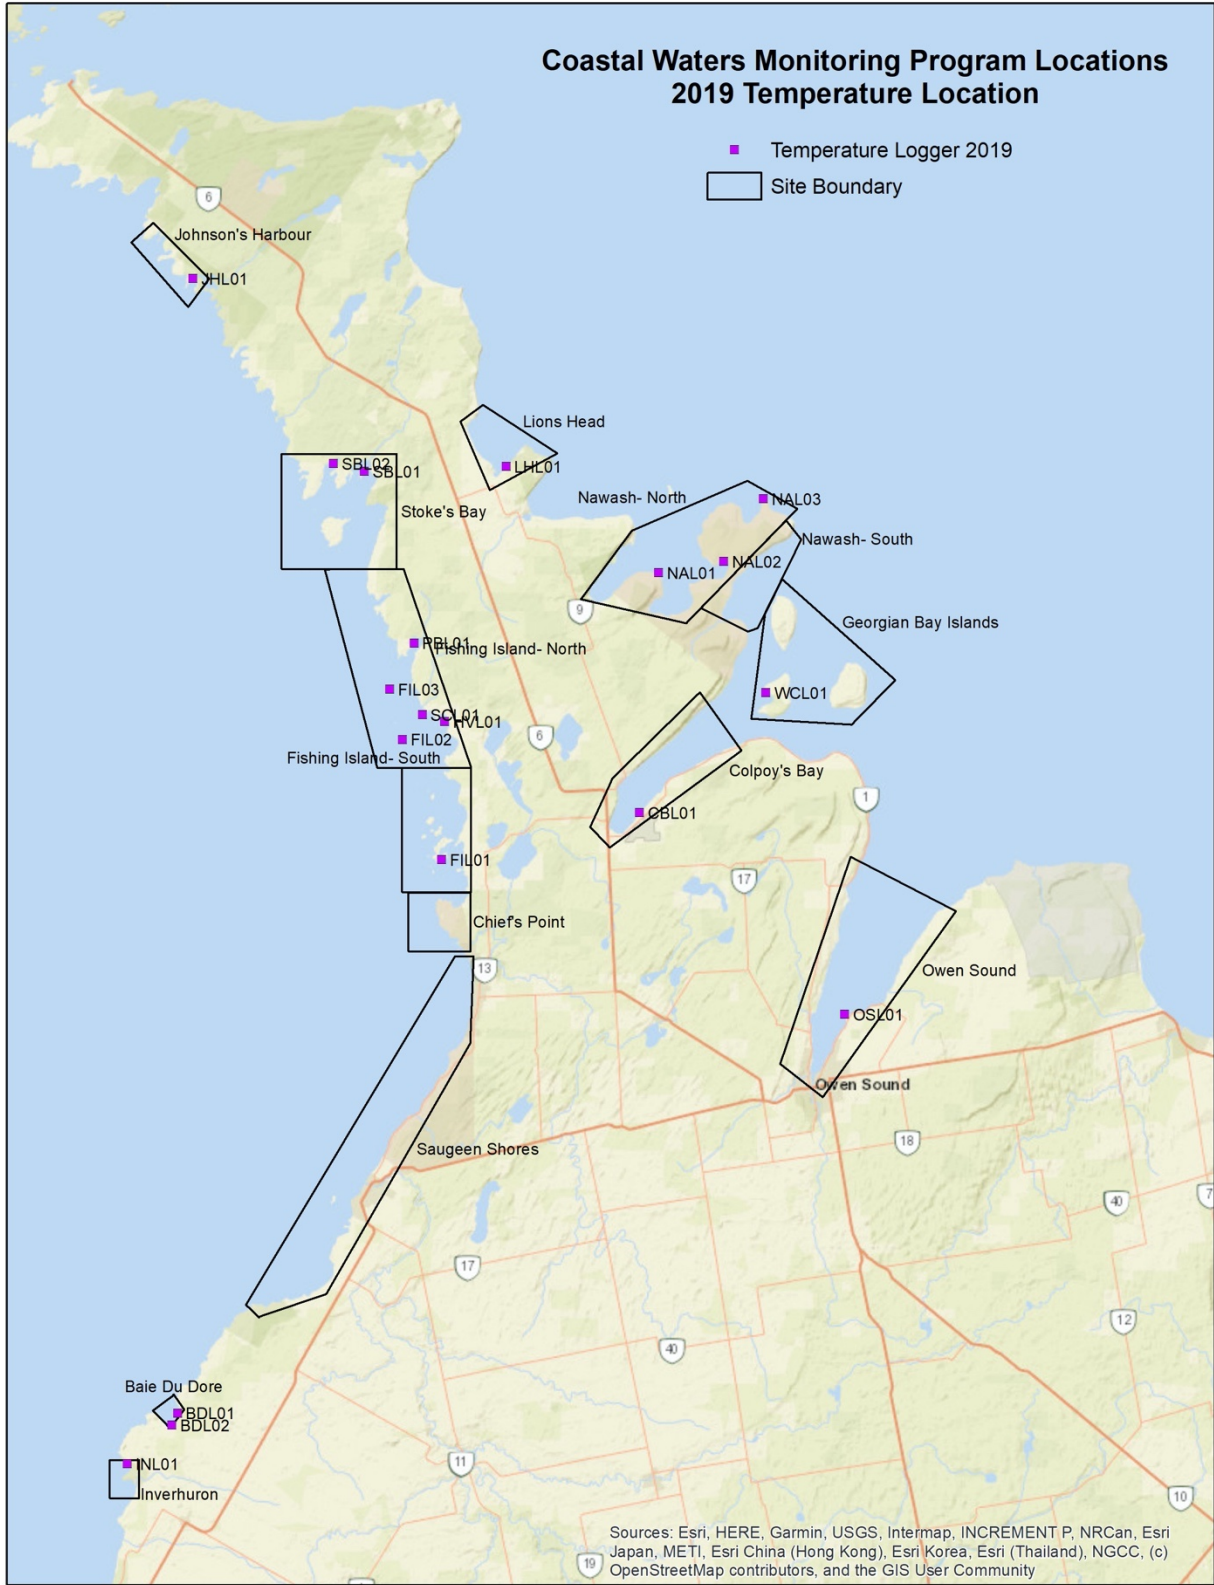 Coastal Waters Monitoring Program Locations
2019 Temperature Location
Temperature Logger 2019
Site Boundary
6
Johnson's Harbour
JHL01
Lions Head
LHL01
SBL02
SBL01
Stoke's Bay
Nawash- North
NAL03
Nawash- South
NAL02
NAL01
9
Georgian Bay Islands
PBL01
Fishing Island- North
FIL03
WCL01
SCL01
HVL01
6
FIL02
Fishing Island- South
Colpoy's Bay
1
CBL01
FIL01
17
Chief's Point
13
Owen Sound
OSL01
Owen Sound
18
Saugeen Shores
40
7
17
12
40
Baie Du Dore
BDL01
BDL02
INL01
11
Inverhuron
10
19
Sources: Esri, HERE, Garmin, USGS, Intermap, INCREMENT P, NRCan, Esri
Japan, METI, Esri China (Hong Kong), Esri Korea, Esri (Thailand), NGCC, (c)
OpenStreetMap contributors, and the GIS User Community